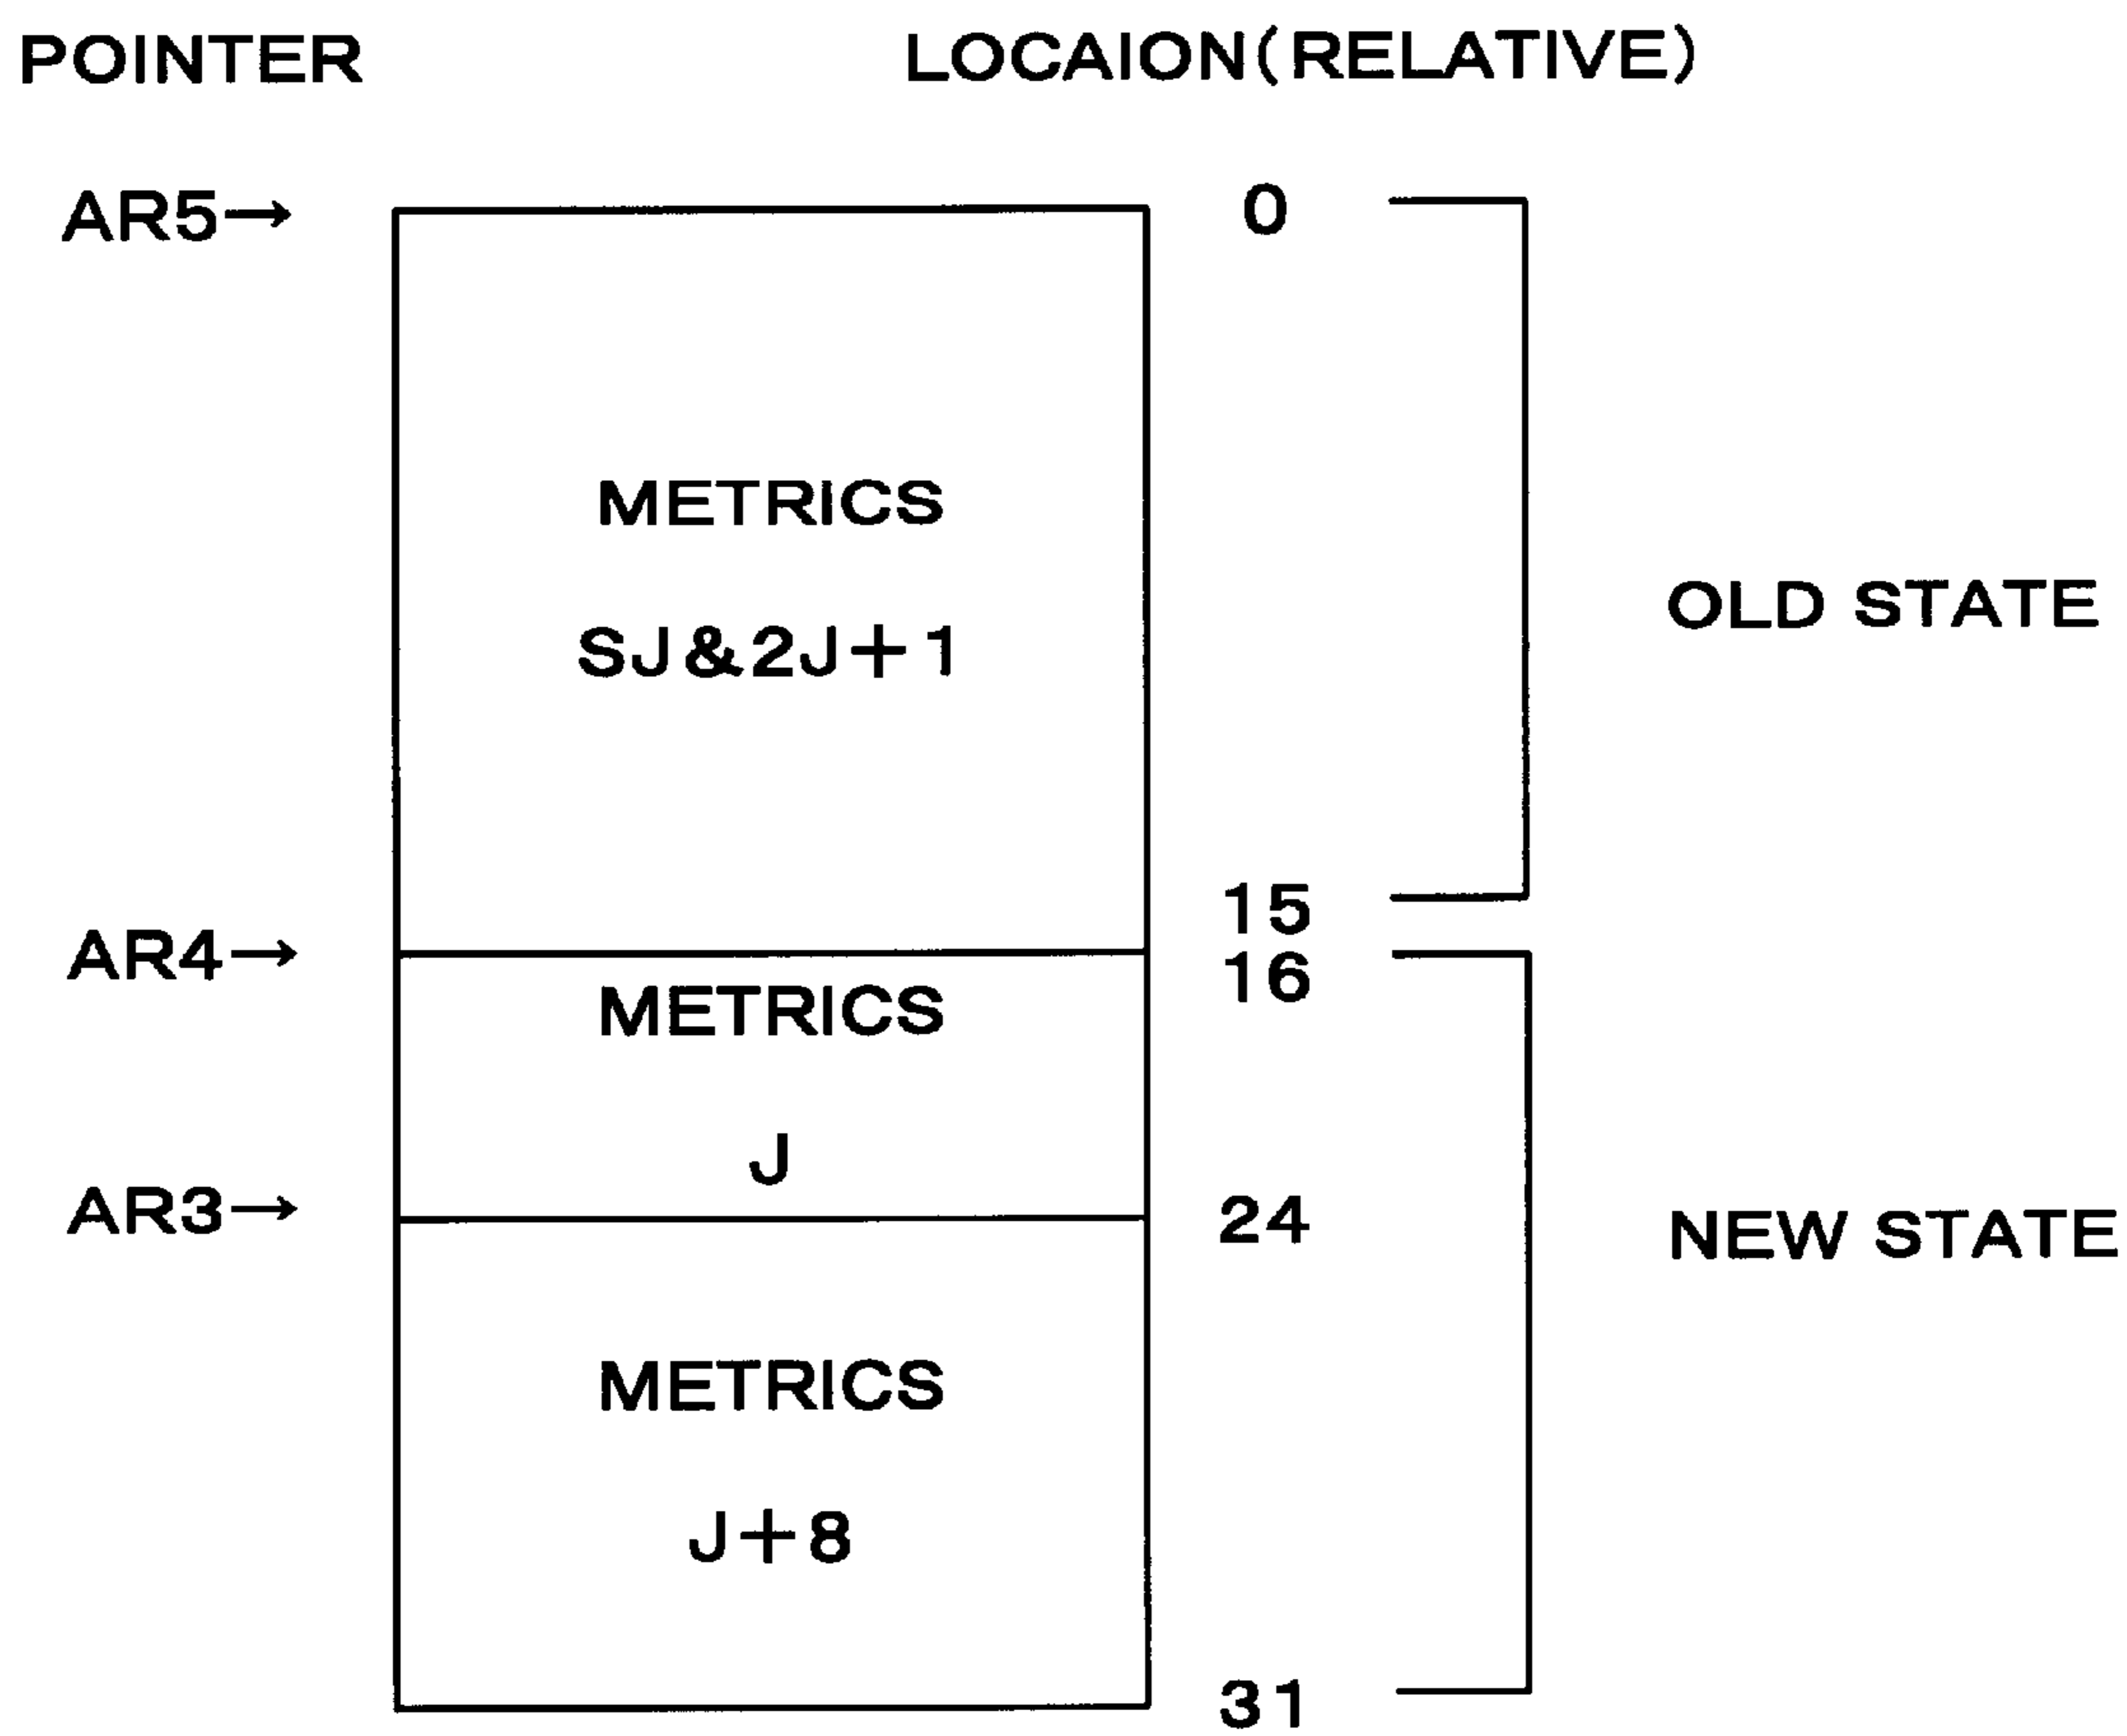 POINTER LOCAION(RELATIVE)
AR5→ 0
METRICS
OLD STATE
SJ&2J+1
15
AR4→ 16
METRICS
J
AR3→ 24
NEW STATE
METRICS
J+8
31